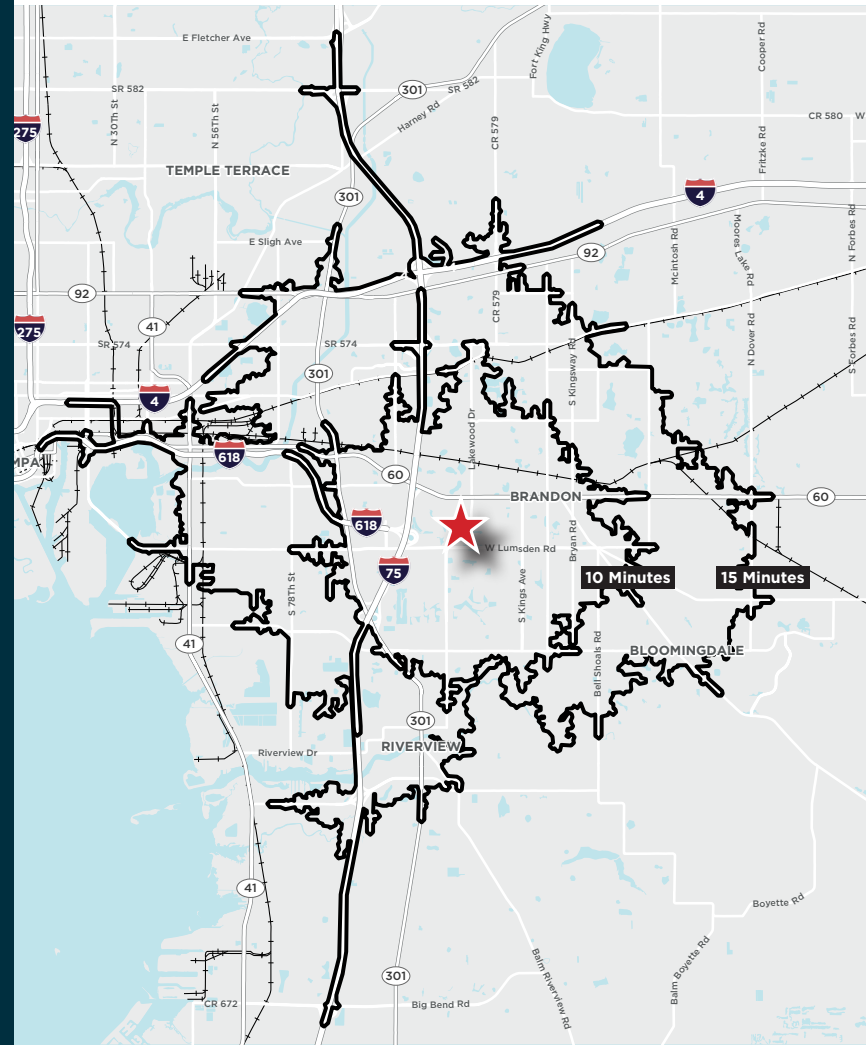 E Fletcher Ave
Fort King Hwy
Cooper Rd
SR 582
301
SR 582
Harney Rd
CR 579
CR 580
W
275
N 30Th St
N 56Th St
Fritzke Rd
TEMPLE TERRACE
301
4
E Sligh Ave
92
Mcintosh Rd
Moores Lake Rd
N Forbes Rd
92
41
CR 579
275
SR 574
SR 574
S Kingsway Rd
N Dover Rd
S Forbes Rd
301
4
Lakewood Dr
MPA
618
60
BRANDON
60
618
W Lumsden Rd
Bryan Rd
75
10 Minutes
15 Minutes
S 78Th St
S Kings Ave
41
BLOOMINGDALE
Bell Shoals Rd
301
RIVERVIEW
Riverview Dr
41
Boyette Rd
Balm Riverview Rd
Balm Boyette Rd
301
CR 672
Big Bend Rd